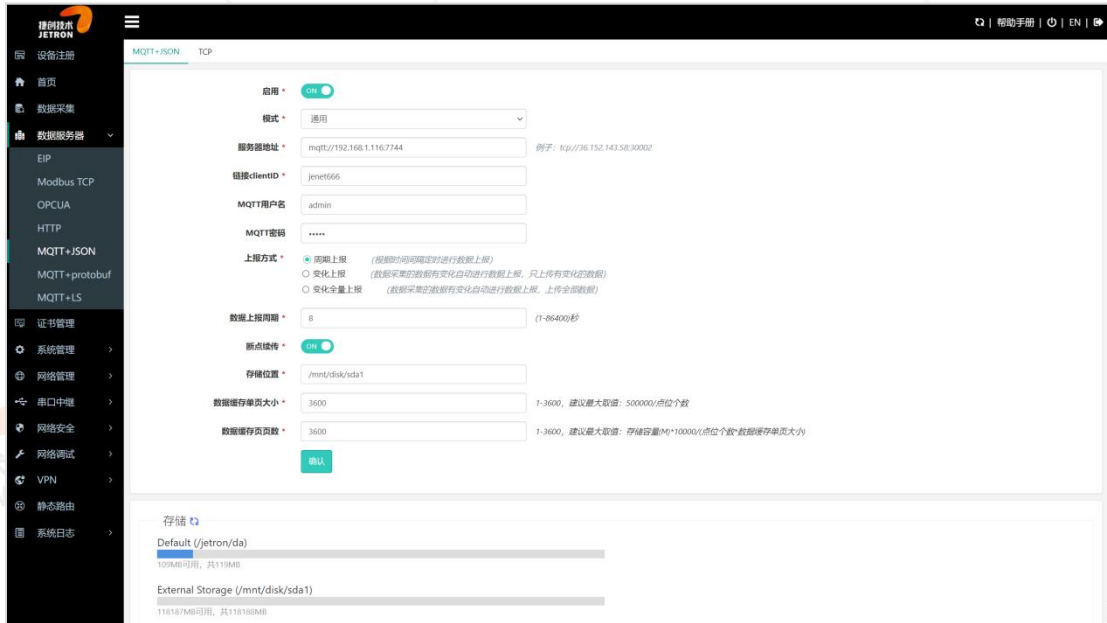 捷创技术
JETRON
帮助手册 | EN |
设备注册
首页
数据采集
数据服务器
EIP
Modbus TCP
OPCUA
HTTP
MQTT+JSON
MQTT+protobuf
MQTT+LS
证书管理
系统管理
网络管理
串口中继
网络安全
网络调试
VPN
静态路由
系统日志
MQTT+JSON TCP
启用 * ON
模式 * 通用
服务器地址 * mqtt://192.168.1.116:7744 例子：tcp://36.152.143.58:30002
链接clientID * jenet666
MQTT用户名 admin
MQTT密码 •••••
上报方式 * 周期上报 (根据时间间隔定时进行数据上报)
变化上报 (数据采集的数据有变化自动进行数据上报，只上传有变化的数据)
变化全量上报 (数据采集的数据有变化自动进行数据上报，上传全部数据)
数据上报周期 * 8 (1-86400)秒
断点续传 * ON
存储位置 * /mnt/disk/sda1
数据缓存单页大小 * 3600 1-3600，建议最大取值：500000/点位个数
数据缓存页页数 * 3600 1-3600，建议最大取值：存储容量(M)*10000/(点位个数*数据缓存单页大小)
确认
存储
Default (/jetron/da)
109MB可用，共119MB
External Storage (/mnt/disk/sda1)
118187MB可用，共118188MB